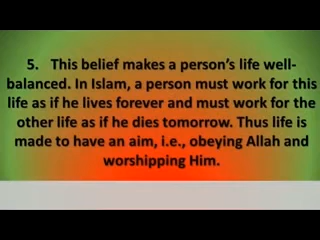 5. This belief makes a person’s life well-
balanced. In Islam, a person must work for this
life as if he lives forever and must work for the
other life as if he dies tomorrow. Thus life is
made to have an aim, i.e., obeying Allah and
worshipping Him.